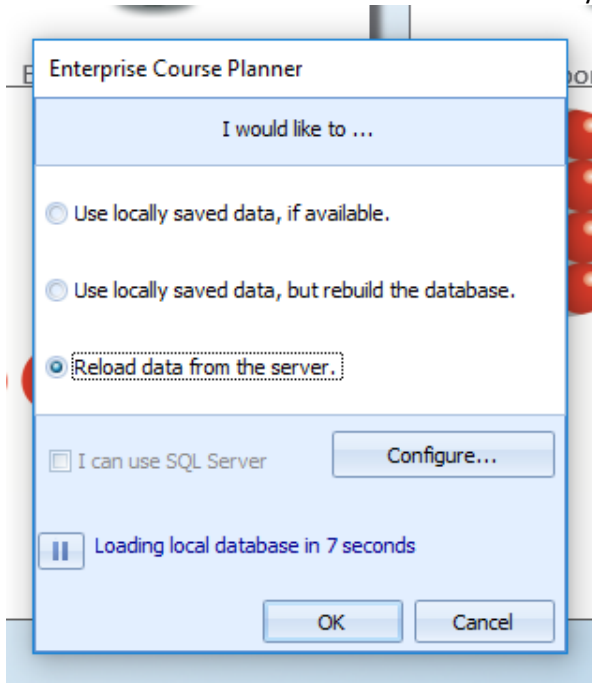 Enterprise Course Planner
I would like to ...
Use locally saved data, if available.
Use locally saved data, but rebuild the database.
Reload data from the server.
I can use SQL Server
Configure...
Loading local database in 7 seconds
OK
Cancel